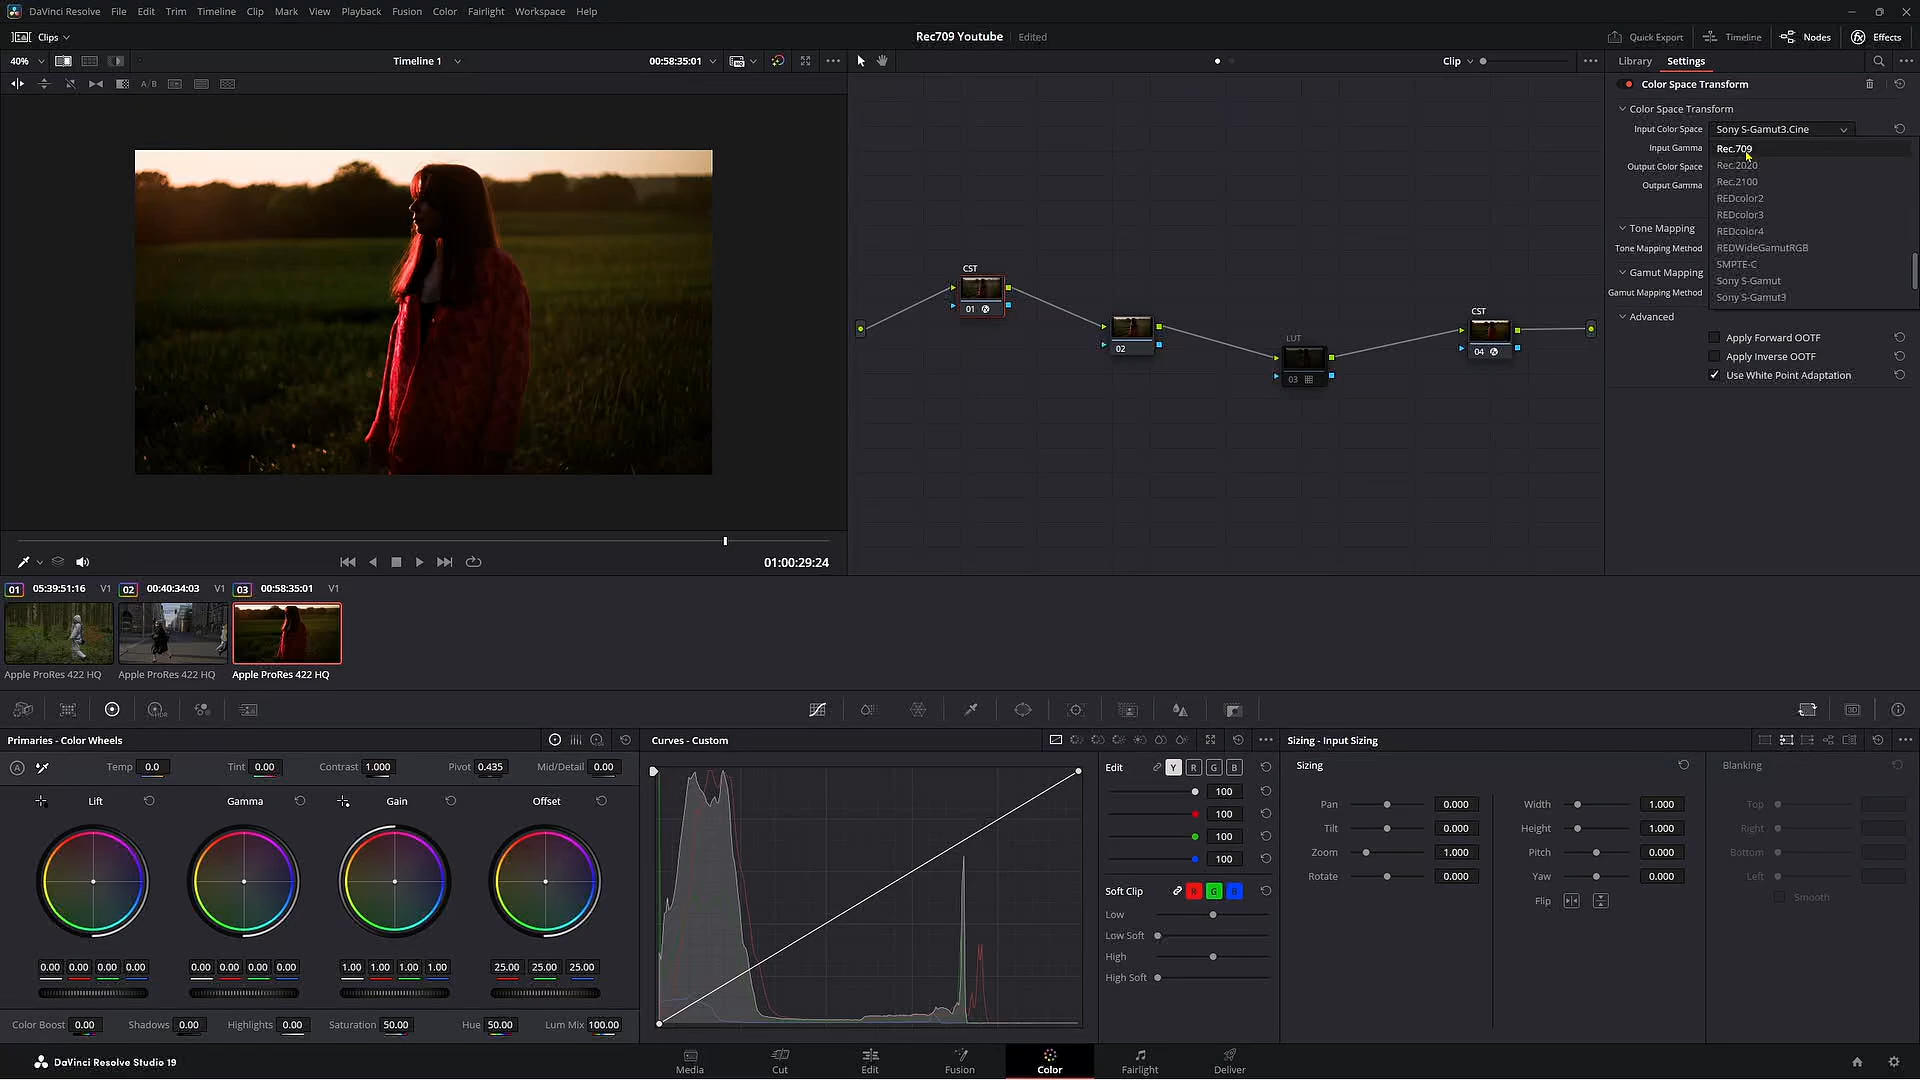 DaVinci Resolve File Edit Trim Timeline Clip Mark View Playback Fusion Color Fairlight Workspace Help
Clips Rec709 Youtube Edited Quick Export Timeline Nodes Effects
40% Timeline 1 00:58:35:01 Clip Library Settings
A/B
Color Space Transform
Color Space Transform
Input Color Space Sony S-Gamut3.Cine
Input Gamma Rec.709
Output Color Space Rec.2020
Output Gamma Rec.2100
REDcolor2
REDcolor3
Tone Mapping REDcolor4
Tone Mapping Method REDWideGamutRGB
SMPTE-C
Gamut Mapping Sony S-Gamut
Gamut Mapping Method Sony S-Gamut3
Advanced
Apply Forward OOTF
Apply Inverse OOTF
Use White Point Adaptation
CST
01
02
LUT
03
CST
04
01:00:29:24
01 05:39:51:16 V1 02 00:40:34:03 V1 03 00:58:35:01 V1
Apple ProRes 422 HQ Apple ProRes 422 HQ Apple ProRes 422 HQ
HDR 3D
Primaries - Color Wheels Curves - Custom Sizing - Input Sizing
A Temp 0.0 Tint 0.00 Contrast 1.000 Pivot 0.435 Mid/Detail 0.00
Lift Gamma Gain Offset
0.00 0.00 0.00 0.00 0.00 0.00 0.00 0.00 1.00 1.00 1.00 1.00 25.00 25.00 25.00
Color Boost 0.00 Shadows 0.00 Highlights 0.00 Saturation 50.00 Hue 50.00 Lum Mix 100.00
Edit Y R G B
100
100
100
100
Soft Clip R G B
Low
Low Soft
High
High Soft
Sizing Blanking
Pan 0.000 Width 1.000 Top
Tilt 0.000 Height 1.000 Right
Zoom 1.000 Pitch 0.000 Bottom
Rotate 0.000 Yaw 0.000 Left
Flip Smooth
DaVinci Resolve Studio 19
Media Cut Edit Fusion Color Fairlight Deliver